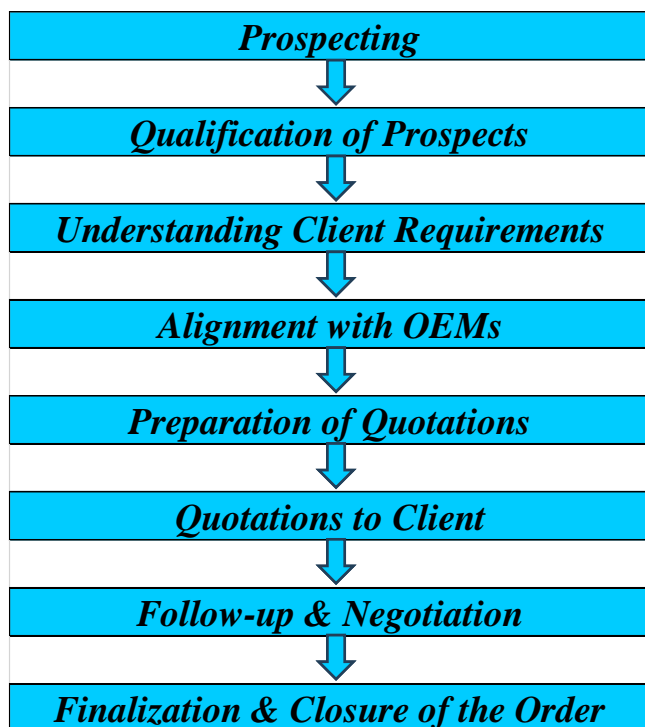 Prospecting
Qualification of Prospects
Understanding Client Requirements
Alignment with OEMs
Preparation of Quotations
Quotations to Client
Follow-up & Negotiation
Finalization & Closure of the Order